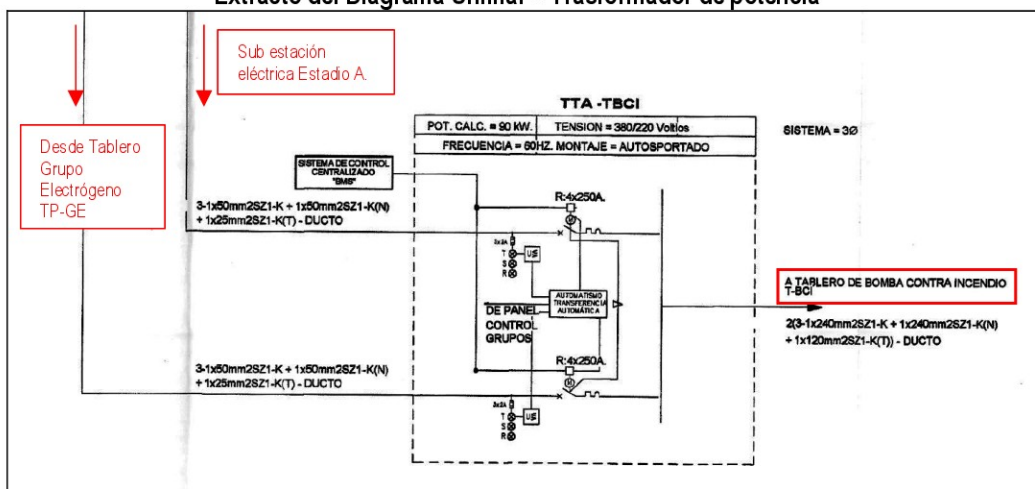 Extracto del Diagrama Unifilar – Trasformador de potencia
Sub estación
eléctrica Estadio A.
Desde Tablero
Grupo
Electrógeno
TP-GE
TTA -TBCI
POT. CALC. = 90 kW.
TENSION = 380/220 Voltios
SISTEMA = 3Ø
FRECUENCIA = 60HZ. MONTAJE = AUTOSPORTADO
SISTEMA DE CONTROL
CENTRALIZADO
"SMS"
3-1x50mm2SZ1-K + 1x50mm2SZ1-K(N)
+ 1x25mm2SZ1-K(T) - DUCTO
R:4x250A.
M
3x2A
T
S
R
U≶
AUTOMATISMO
TRANSFERENCIA
AUTOMÁTICA
DE PANEL
CONTROL
GRUPOS
A TABLERO DE BOMBA CONTRA INCENDIO
T-BCI
2(3-1x240mm2SZ1-K + 1x240mm2SZ1-K(N)
+ 1x120mm2SZ1-K(T)) - DUCTO
3-1x50mm2SZ1-K + 1x50mm2SZ1-K(N)
+ 1x25mm2SZ1-K(T) - DUCTO
R:4x250A.
M
3x2A
T
S
R
U≶